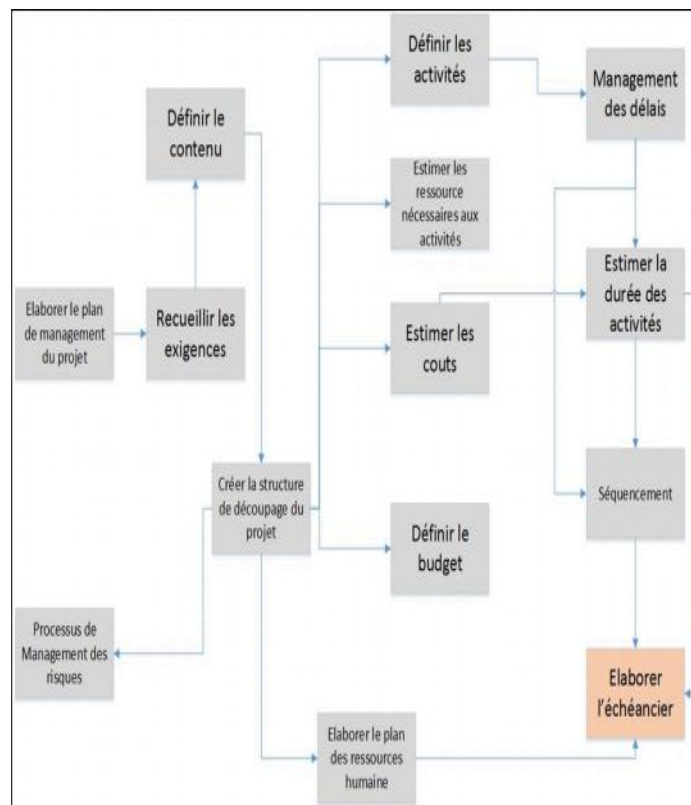 Définir les
activités
Management
des délais
Définir le
contenu
Estimer les
ressource
nécessaires aux
activités
Elaborer le plan
de management
du projet
Recueillir les
exigences
Estimer les
couts
Estimer la
durée des
activités
Créer la structure
de découpage du
projet
Définir le
budget
Séquencement
Processus de
Management des
risques
Elaborer le plan
des ressources
humaine
Elaborer
l'échéancier